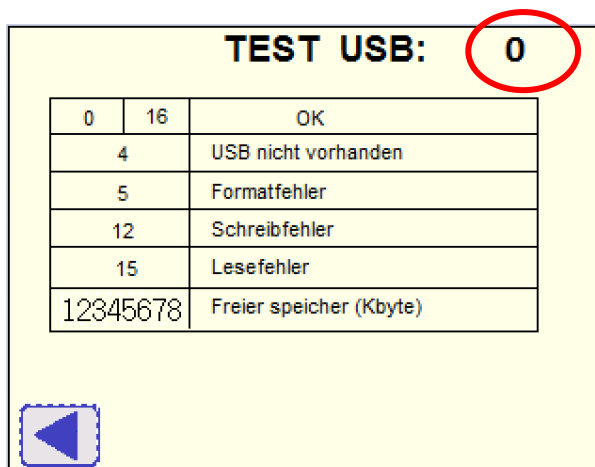 TEST USB: 0
0 16 OK
4 USB nicht vorhanden
5 Formatfehler
12 Schreibfehler
15 Lesefehler
12345678 Freier speicher (Kbyte)